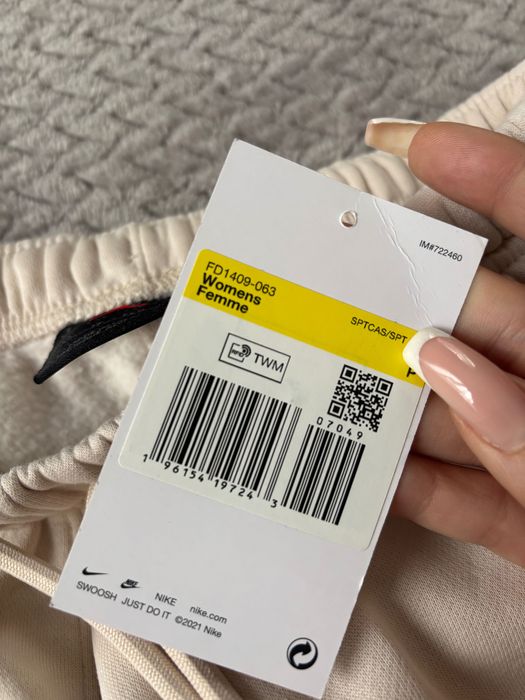 IM#722460
FD1409-063
Womens
Femme
SPTCAS/SPT
RFID TWM
07049
1 96154 19724 3
NIKE nike.com
SWOOSH JUST DO IT ©2021 Nike